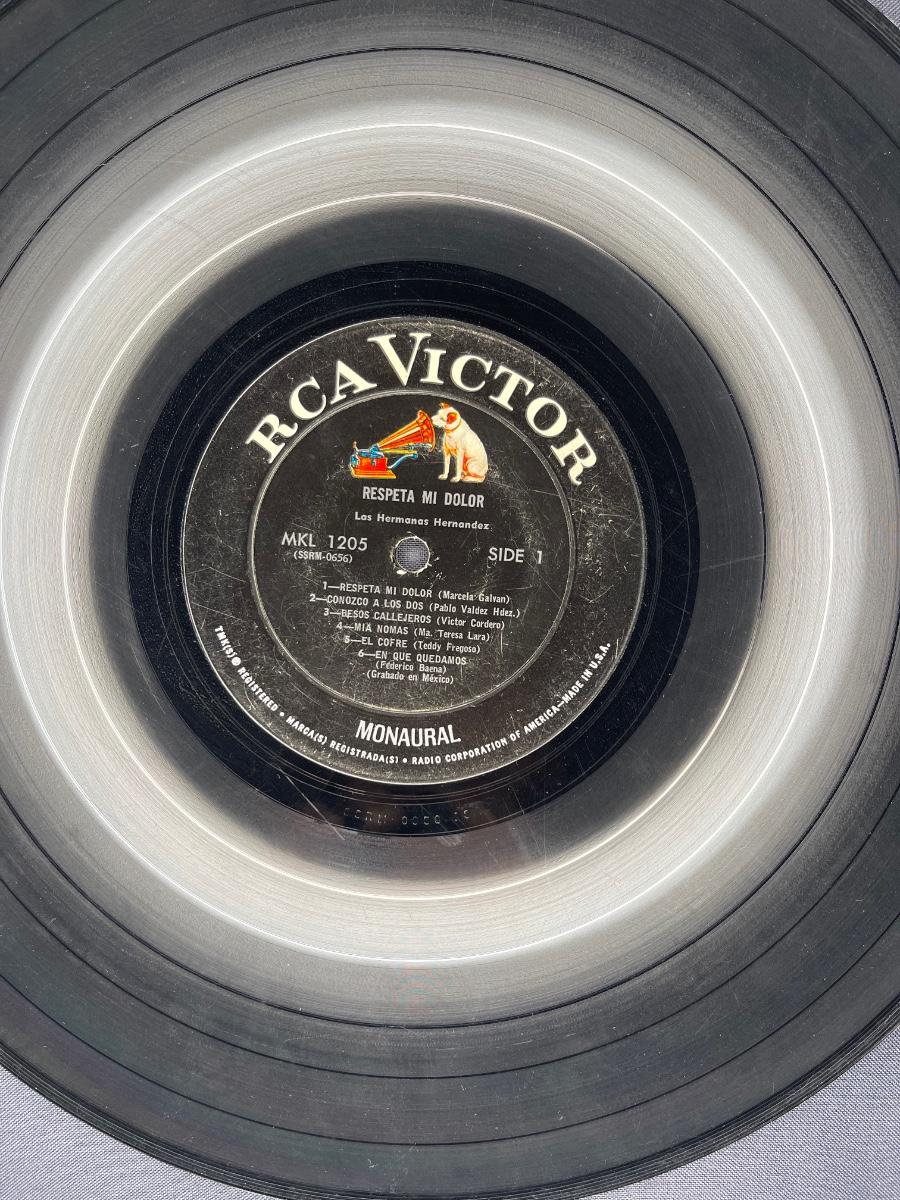 RCA VICTOR
RESPETA MI DOLOR
Las Hermanas Hernandez
MKL 1205
(SSRM-0656)
SIDE 1
1—RESPETA MI DOLOR (Marcela Galvan)
2—CONOZCO A LOS DOS (Pablo Valdez Hdez.)
3—BESOS CALLEJEROS (Victor Cordero)
4—MIA NOMAS (Ma. Teresa Lara)
5—EL COFRE (Teddy Fregoso)
6—EN QUE QUEDAMOS
(Federico Baena)
(Grabado en México)
MONAURAL
TMK(S)® REGISTERED • MARCA(S) REGISTRADA(S) • RADIO CORPORATION OF AMERICA—MADE IN U.S.A.